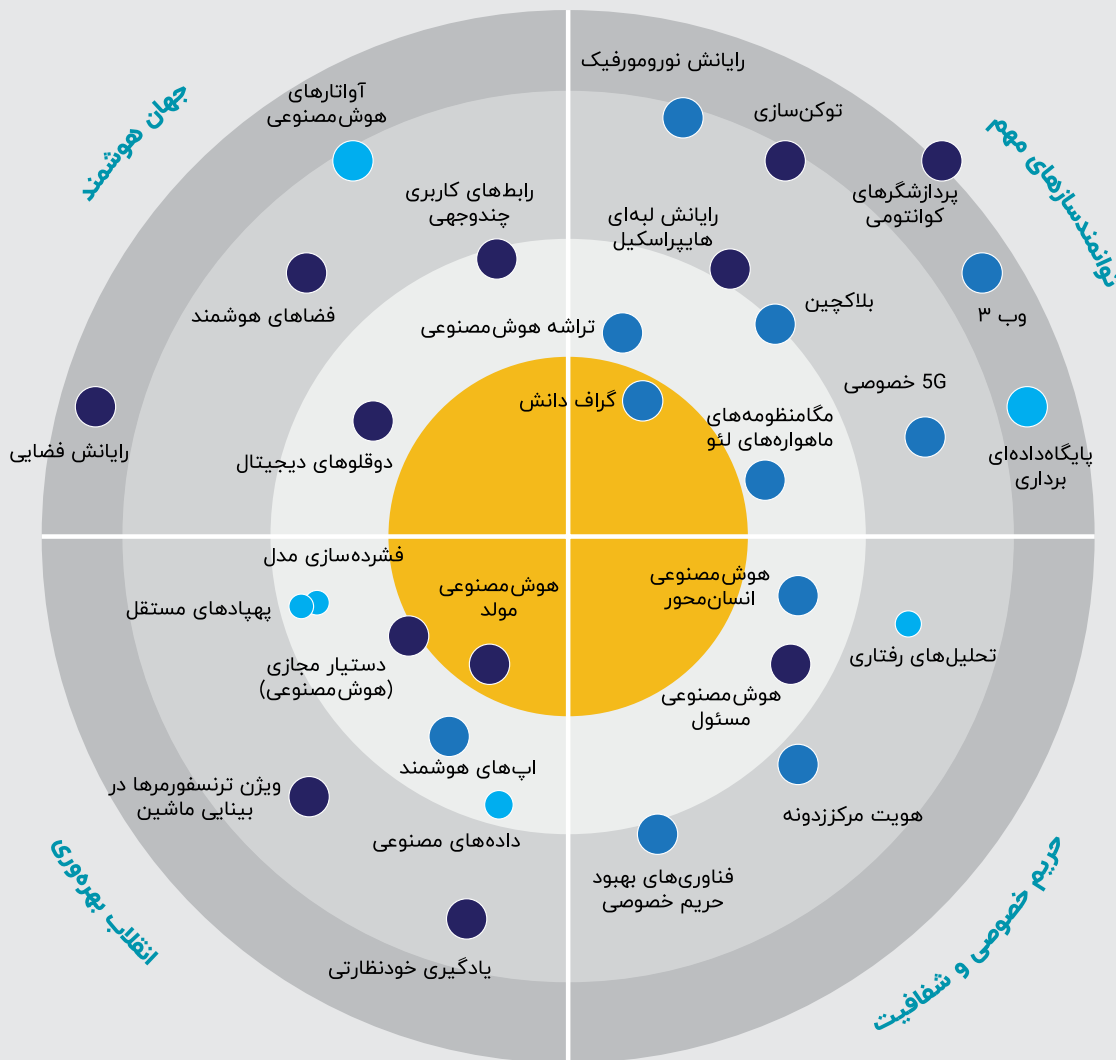 جهان هوشمند
آواتارهای
هوش‌مصنوعی
رابط‌های کاربری
چندوجهی
فضاهای هوشمند
رایانش فضایی
دوقلوهای دیجیتال
توانمندسازهای مهم
رایانش نورومورفیک
توکن‌سازی
پردازشگرهای
کوانتومی
رایانش لبه‌ای
هایپراسکیل
بلاکچین
وب ۳
تراشه هوش‌مصنوعی
5G خصوصی
گراف دانش
مگامنظومه‌های
ماهواره‌های لئو
پایگاه‌داده‌ای
برداری
انقلاب بهره‌وری
فشرده‌سازی مدل
پهپادهای مستقل
هوش‌مصنوعی
مولد
دستیار مجازی
(هوش‌مصنوعی)
اپ‌های هوشمند
ویژن ترنسفورمرها در
بینایی ماشین
داده‌های مصنوعی
یادگیری خودنظارتی
حریم خصوصی و شفافیت
هوش‌مصنوعی
انسان‌محور
تحلیل‌های رفتاری
هوش‌مصنوعی
مسئول
هویت مرکززدونه
فناوری‌های بهبود
حریم خصوصی